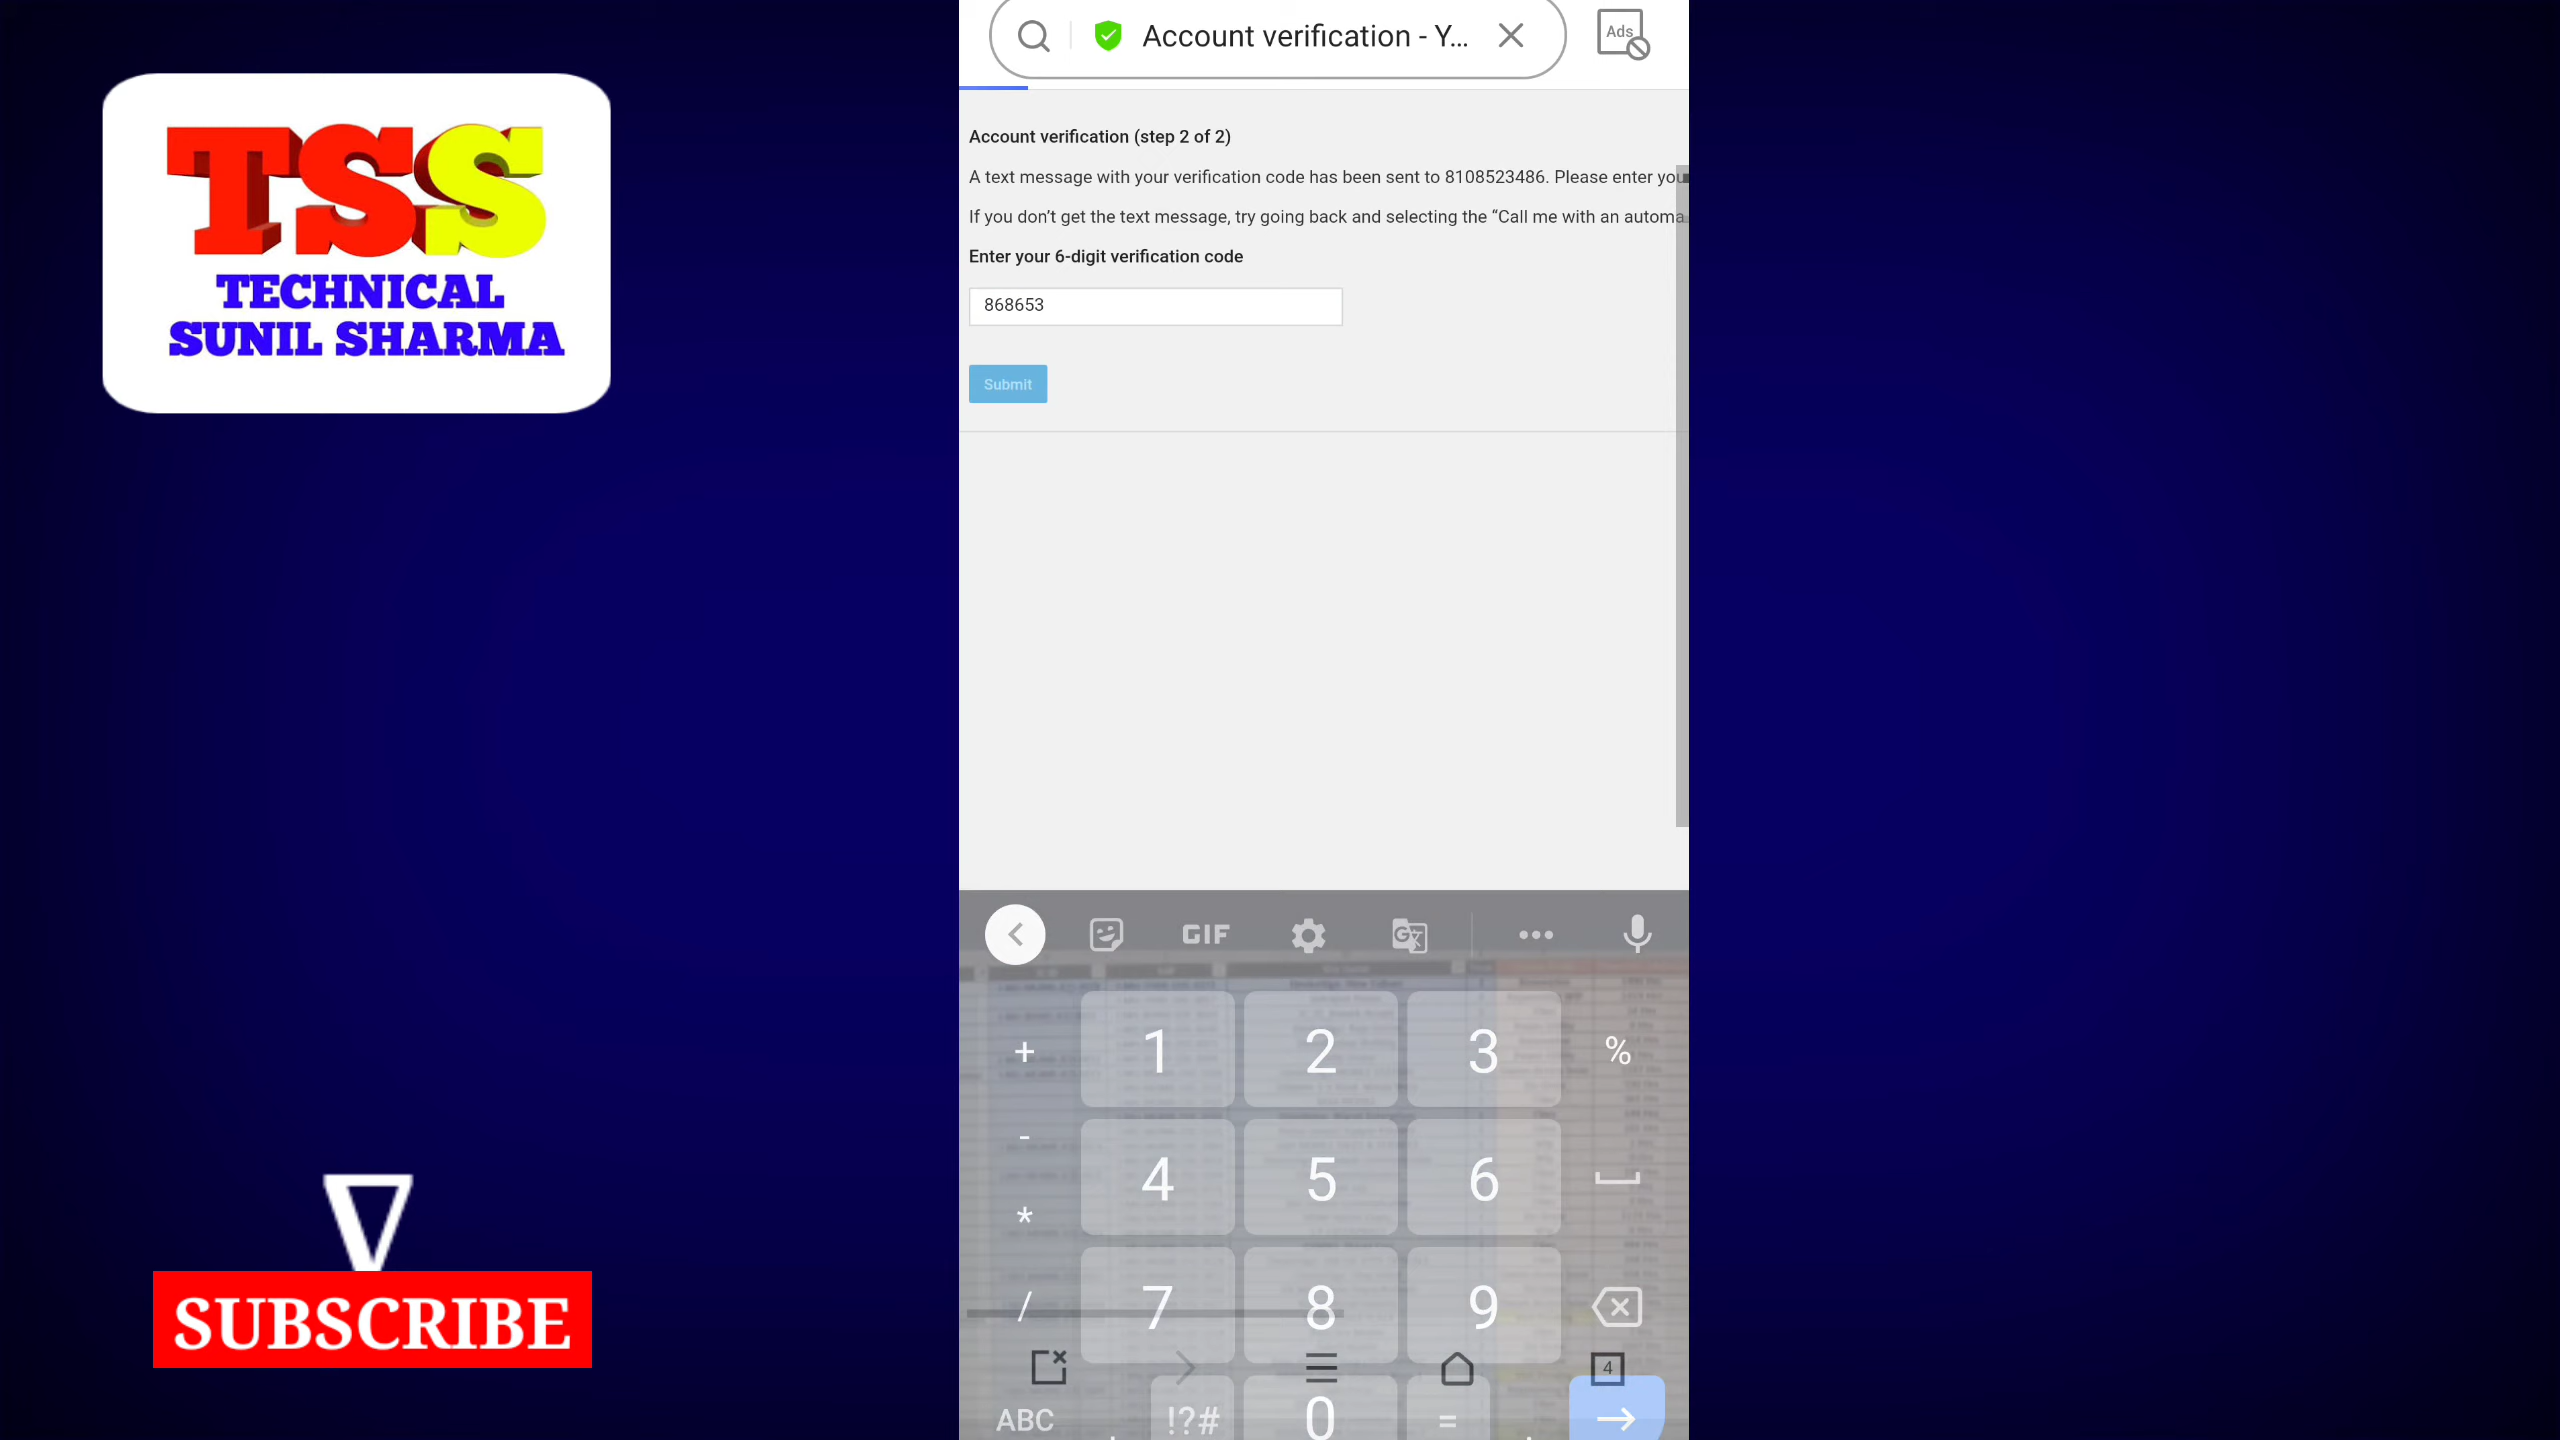 TSS
TECHNICAL
SUNIL SHARMA
SUBSCRIBE
Account verification - Y...
Ads
Account verification (step 2 of 2)
A text message with your verification code has been sent to 8108523486. Please enter you
If you don’t get the text message, try going back and selecting the “Call me with an automa
Enter your 6-digit verification code
868653
Submit
GIF
+ 1 2 3 %
- 4 5 6
*
/ 7 8 9
4
ABC !?# 0 =